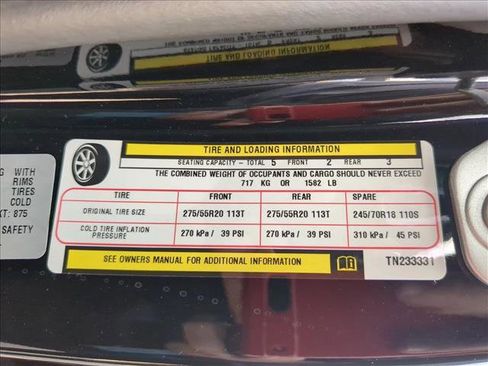 TIRE AND LOADING INFORMATION
SEATING CAPACITY - TOTAL 5 FRONT 2 REAR 3
THE COMBINED WEIGHT OF OCCUPANTS AND CARGO SHOULD NEVER EXCEED
717 KG OR 1582 LB
TIRE FRONT REAR SPARE
ORIGINAL TIRE SIZE 275/55R20 113T 275/55R20 113T 245/70R18 110S
COLD TIRE INFLATION PRESSURE 270 kPa / 39 PSI 270 kPa / 39 PSI 310 kPa / 45 PSI
SEE OWNERS MANUAL FOR ADDITIONAL INFORMATION
TN233331
G WITH
RIMS
TIRES
COLD
XT: 875
SAFETY